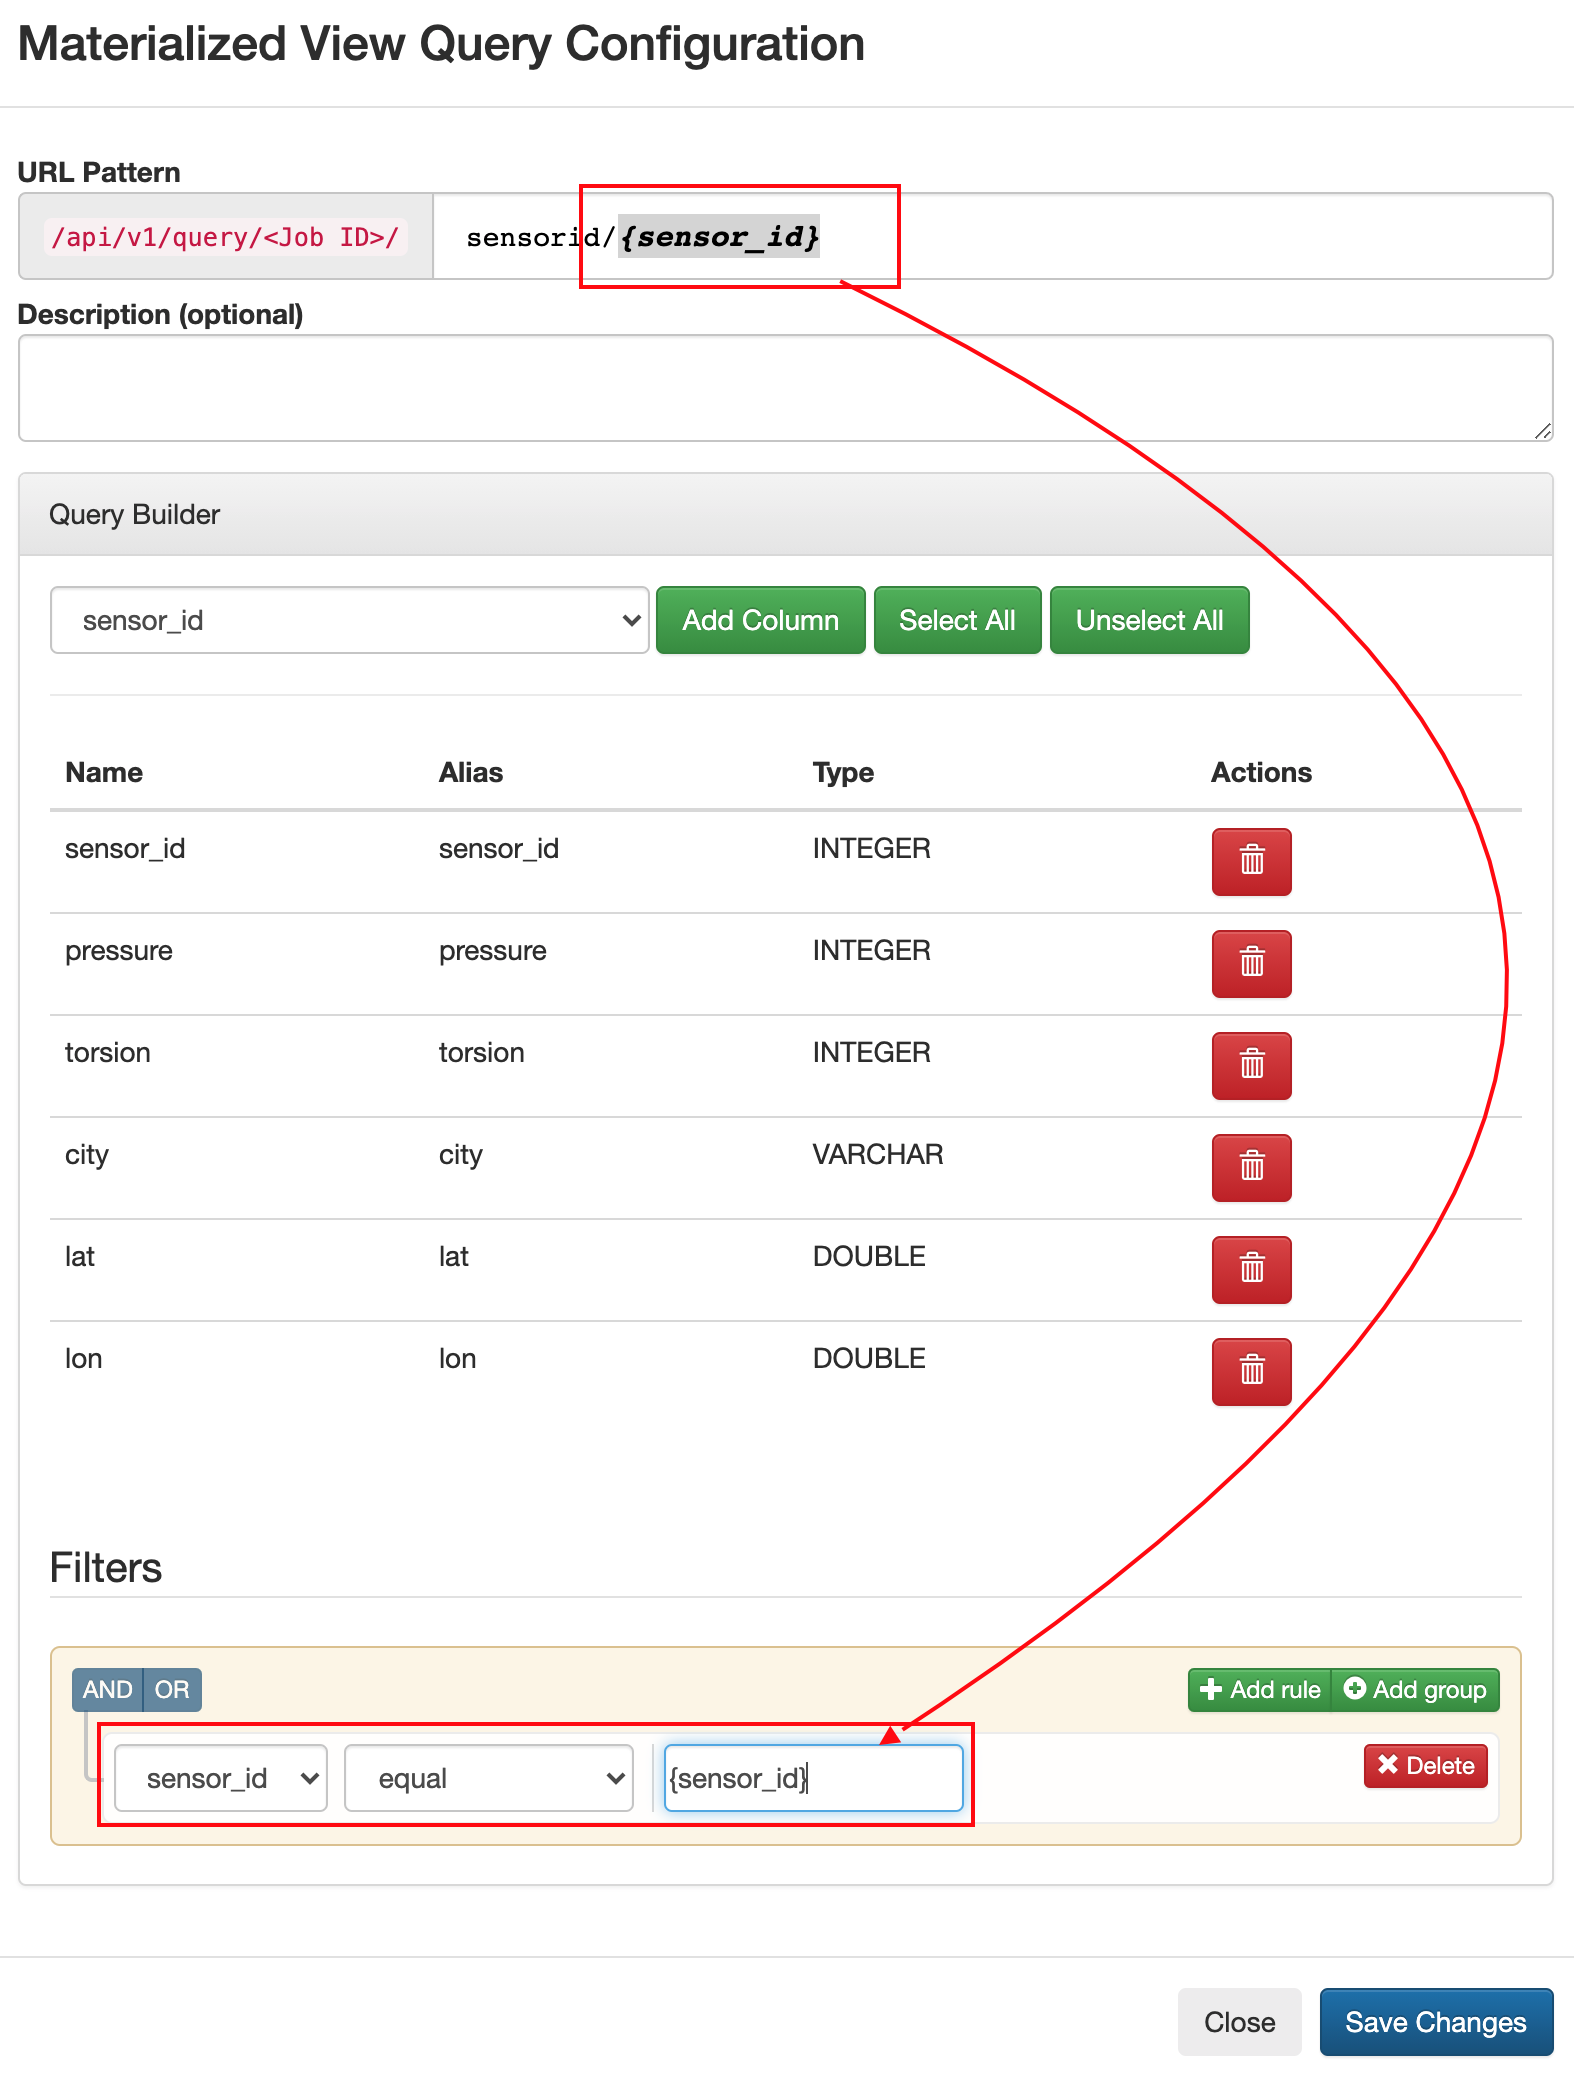 Materialized View Query Configuration
URL Pattern
/api/v1/query/<Job ID>/ sensorid/{sensor_id}
Description (optional)
Query Builder
sensor_id Add Column Select All Unselect All
Name Alias Type Actions
sensor_id sensor_id INTEGER
pressure pressure INTEGER
torsion torsion INTEGER
city city VARCHAR
lat lat DOUBLE
lon lon DOUBLE
Filters
AND OR Add rule Add group
sensor_id equal {sensor_id} Delete
Close Save Changes